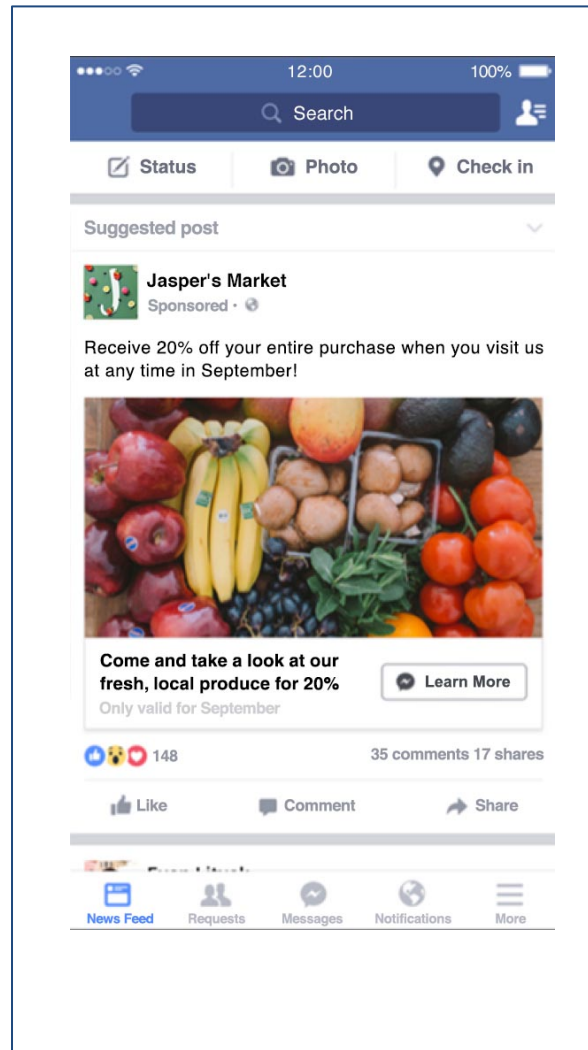 12:00
100%
Search
Status
Photo
Check in
Suggested post
Jasper's Market
Sponsored ·
Receive 20% off your entire purchase when you visit us
at any time in September!
Come and take a look at our
fresh, local produce for 20%
Learn More
Only valid for September
148
35 comments 17 shares
Like
Comment
Share
News Feed
Requests
Messages
Notifications
More